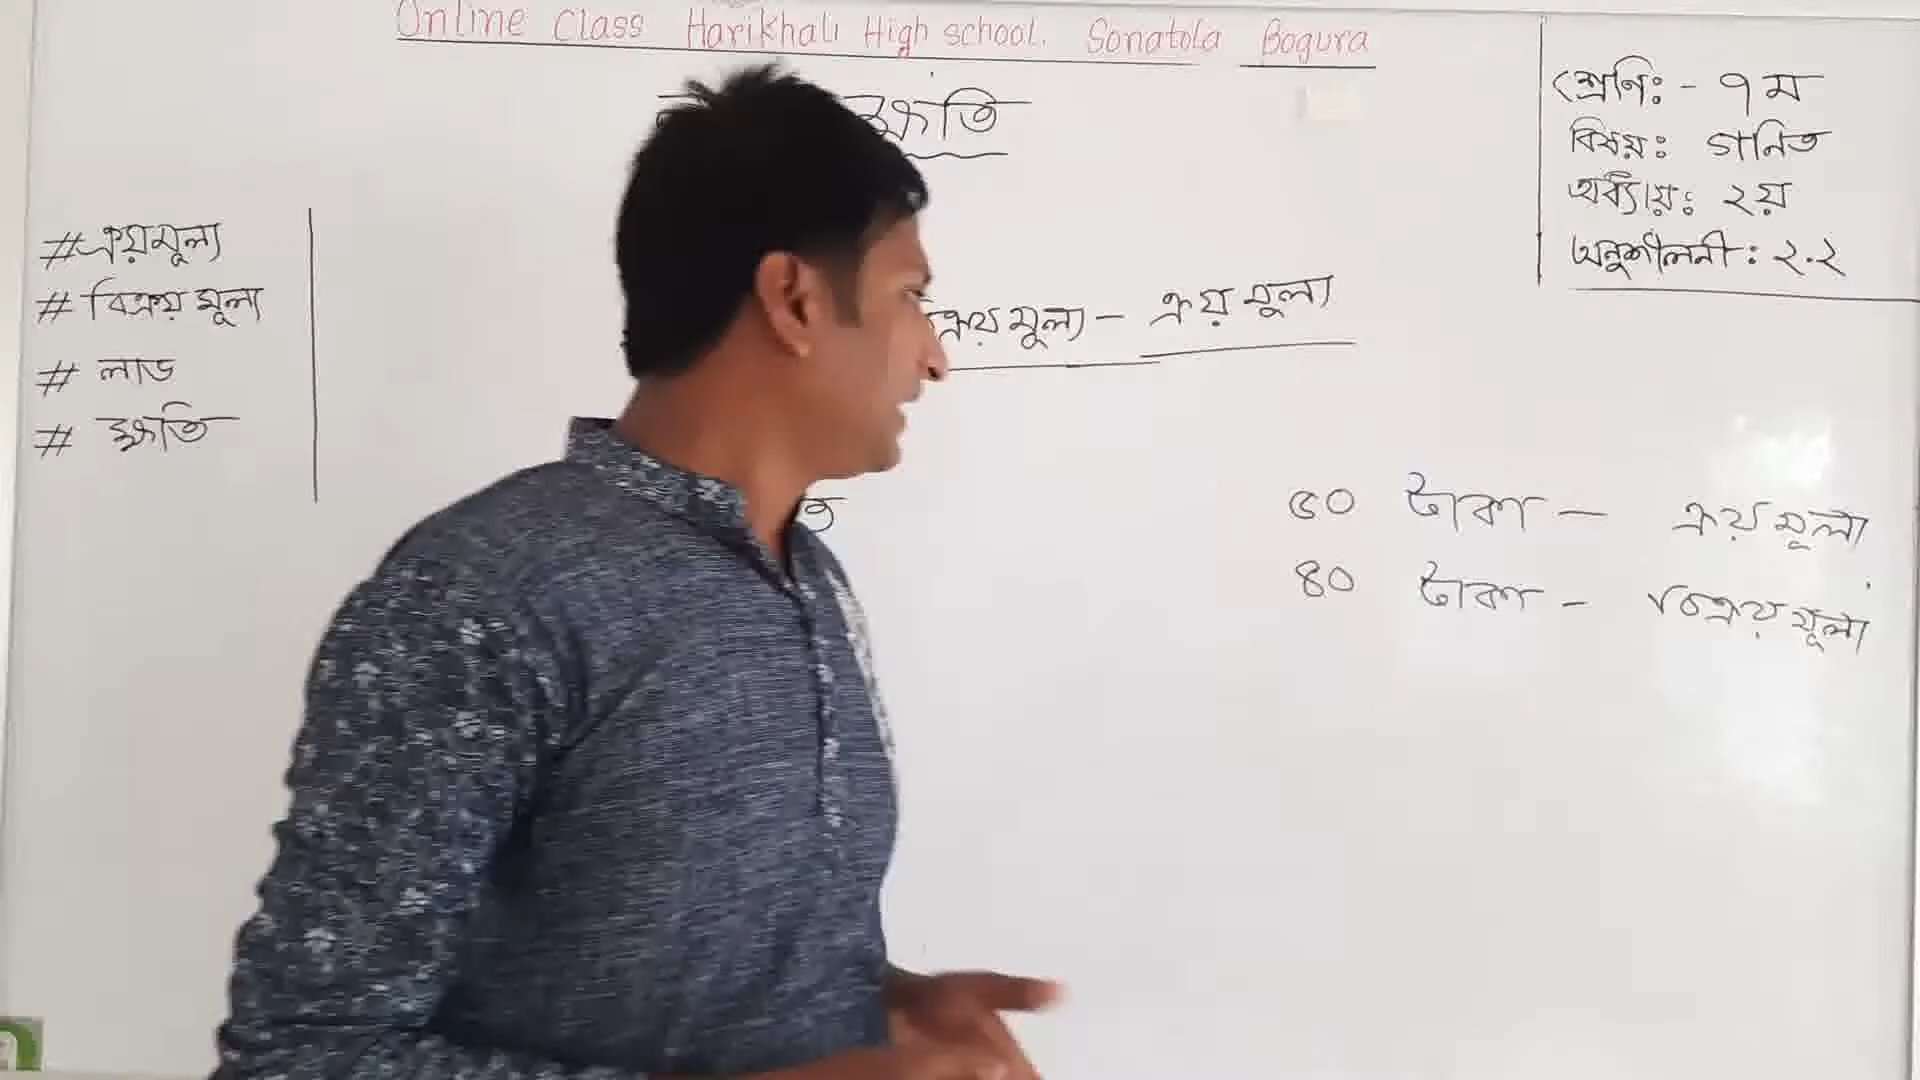 Online Class Harikhali High school. Sonatola Bogura
ক্ষতি
শ্রেণিঃ - ৭ম
বিষয়ঃ গনিত
অধ্যায়ঃ ২য়
অনুশীলনী : ২.২
# ক্রয়মূল্য
# বিক্রয় মূল্য
# লাভ
# ক্ষতি
ক্রয় মূল্য - ক্রয় মূল্য
৫০ টাকা - ক্রয় মূল্য
৪০ টাকা - বিক্রয় মূল্য